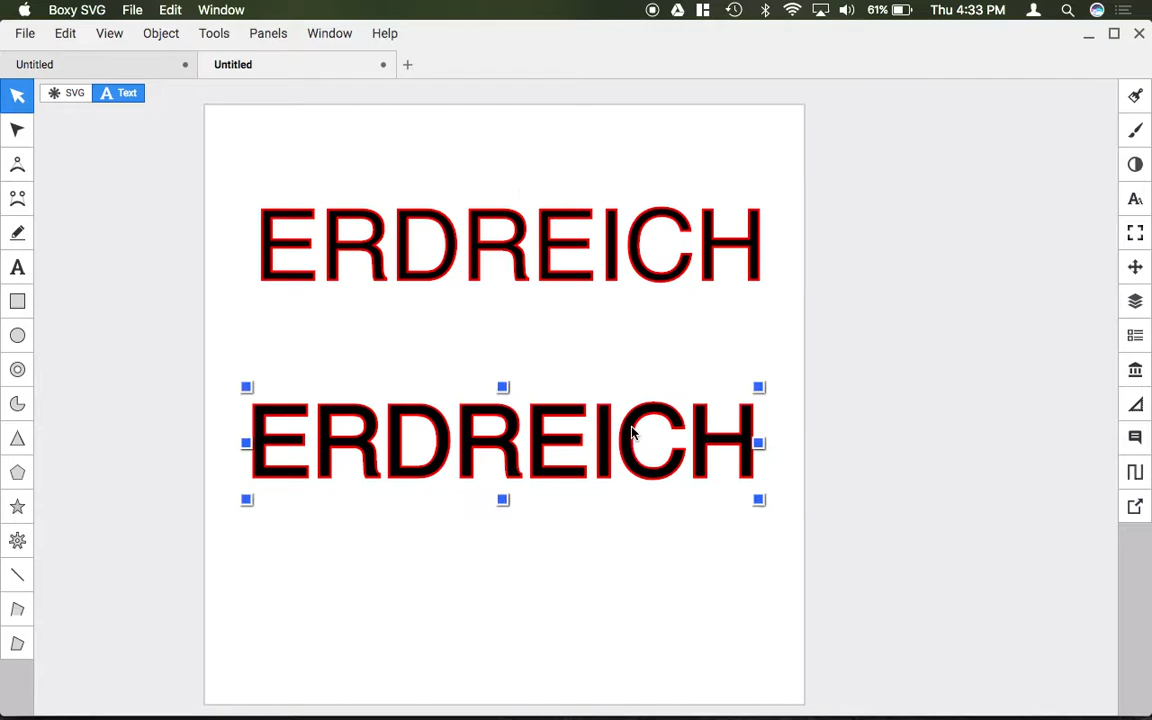 Boxy SVG File Edit Window 61% Thu 4:33 PM
File Edit View Object Tools Panels Window Help
Untitled Untitled +
SVG A Text
ERDREICH
ERDREICH